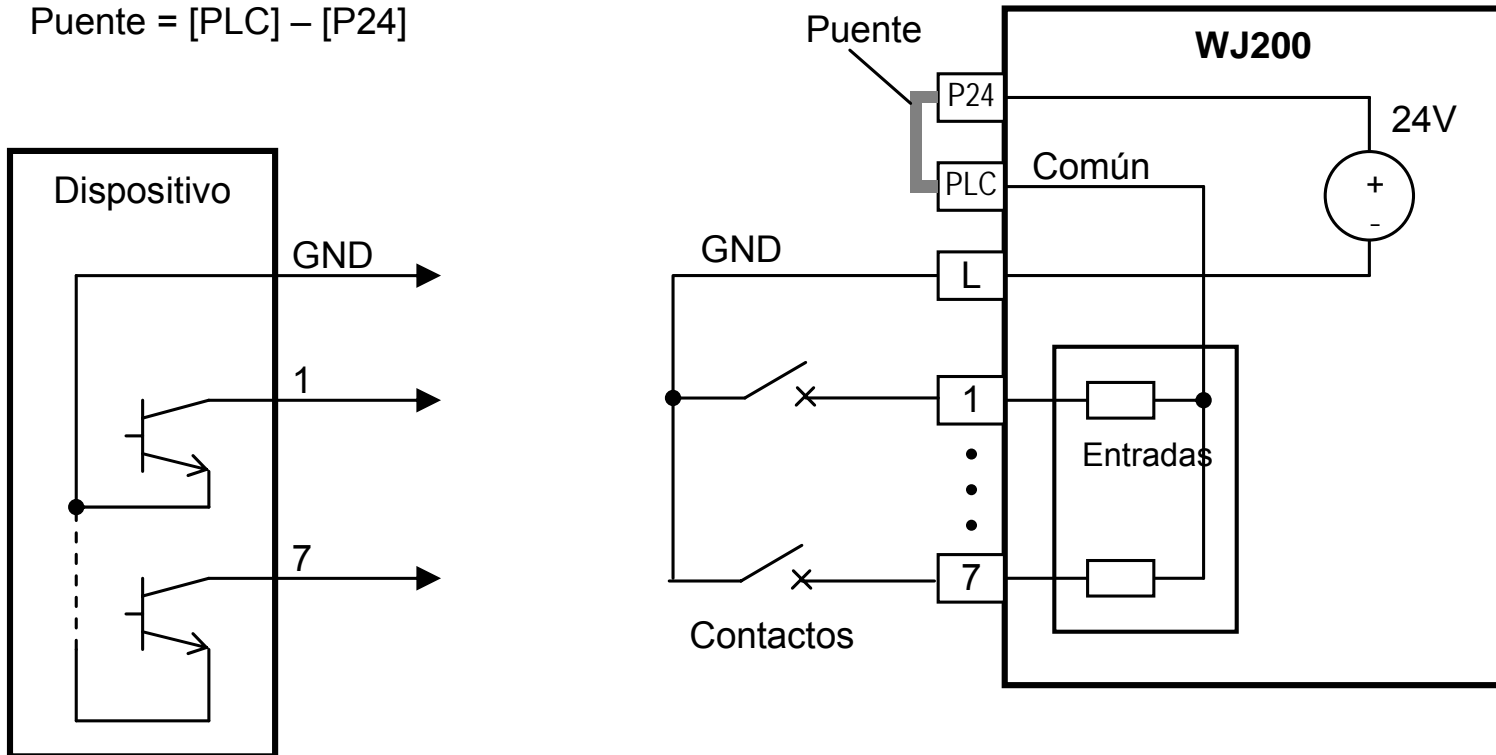 Puente = [PLC] – [P24]
Dispositivo
GND
1
7
Puente
WJ200
P24
24V
+
-
PLC
Común
GND
L
1
Entradas
7
Contactos